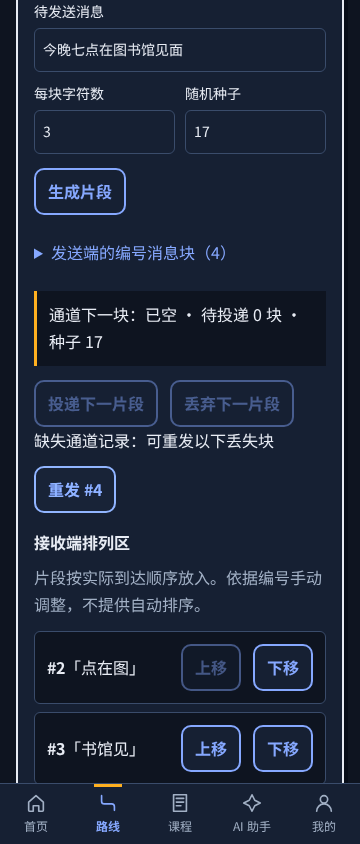 待发送消息
今晚七点在图书馆见面
每块字符数
随机种子
3
17
生成片段
▶ 发送端的编号消息块（4）
通道下一块：已空 · 待投递 0 块 ·
种子 17
投递下一片段
丢弃下一片段
缺失通道记录：可重发以下丢失块
重发 #4
接收端排列区
片段按实际到达顺序放入。依据编号手动
调整，不提供自动排序。
#2「点在图」
上移
下移
#3「书馆见」
上移
下移
首页
路线
课程
AI 助手
我的